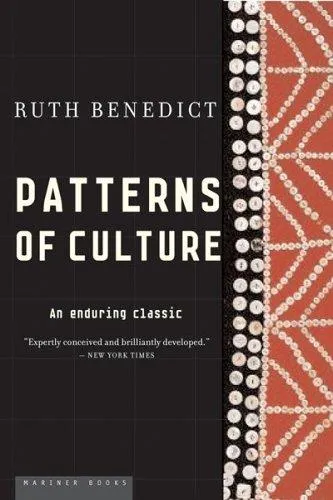 RUTH BENEDICT
PATTERNS
OF CULTURE
An enduring classic
"Expertly conceived and brilliantly developed."
— NEW YORK TIMES
MARINER BOOKS